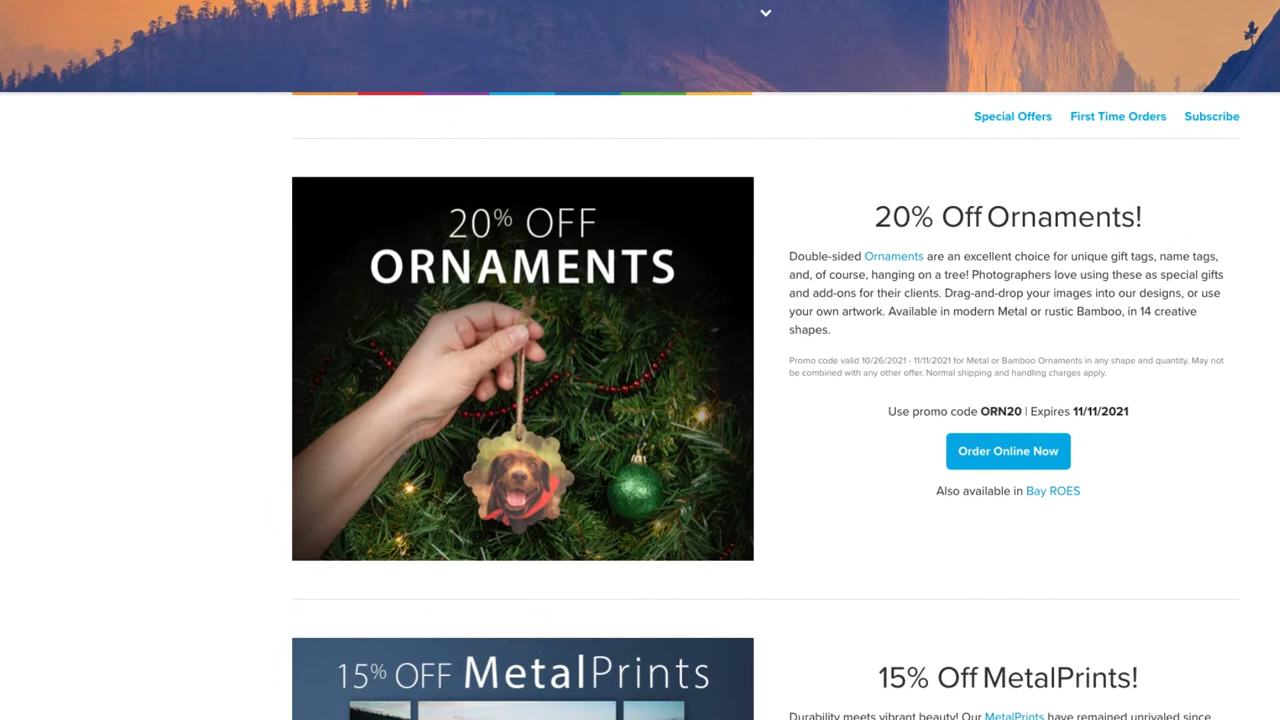 Special Offers First Time Orders Subscribe
20% OFF
ORNAMENTS
20% Off Ornaments!
Double-sided Ornaments are an excellent choice for unique gift tags, name tags,
and, of course, hanging on a tree! Photographers love using these as special gifts
and add-ons for their clients. Drag-and-drop your images into our designs, or use
your own artwork. Available in modern Metal or rustic Bamboo, in 14 creative
shapes.
Promo code valid 10/26/2021 - 11/11/2021 for Metal or Bamboo Ornaments in any shape and quantity. May not
be combined with any other offer. Normal shipping and handling charges apply.
Use promo code ORN20 | Expires 11/11/2021
Order Online Now
Also available in Bay ROES
15% OFF MetalPrints
15% Off MetalPrints!
Durability meets vibrant beauty! Our MetalPrints have remained unrivaled since